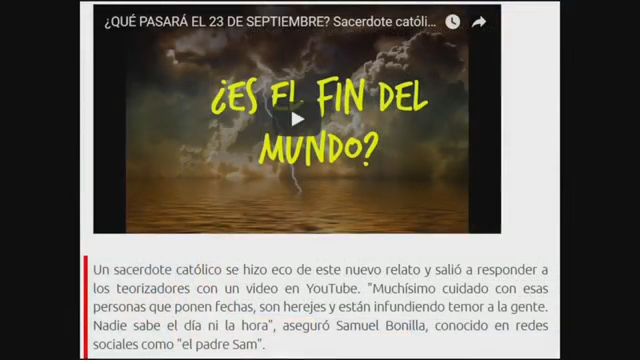 ¿QUÉ PASARÁ EL 23 DE SEPTIEMBRE? Sacerdote católi...
¿ES EL FIN DEL
MUNDO?
Un sacerdote católico se hizo eco de este nuevo relato y salió a responder a
los teorizadores con un video en YouTube. "Muchísimo cuidado con esas
personas que ponen fechas, son herejes y están infundiendo temor a la gente.
Nadie sabe el día ni la hora", aseguró Samuel Bonilla, conocido en redes
sociales como "el padre Sam".